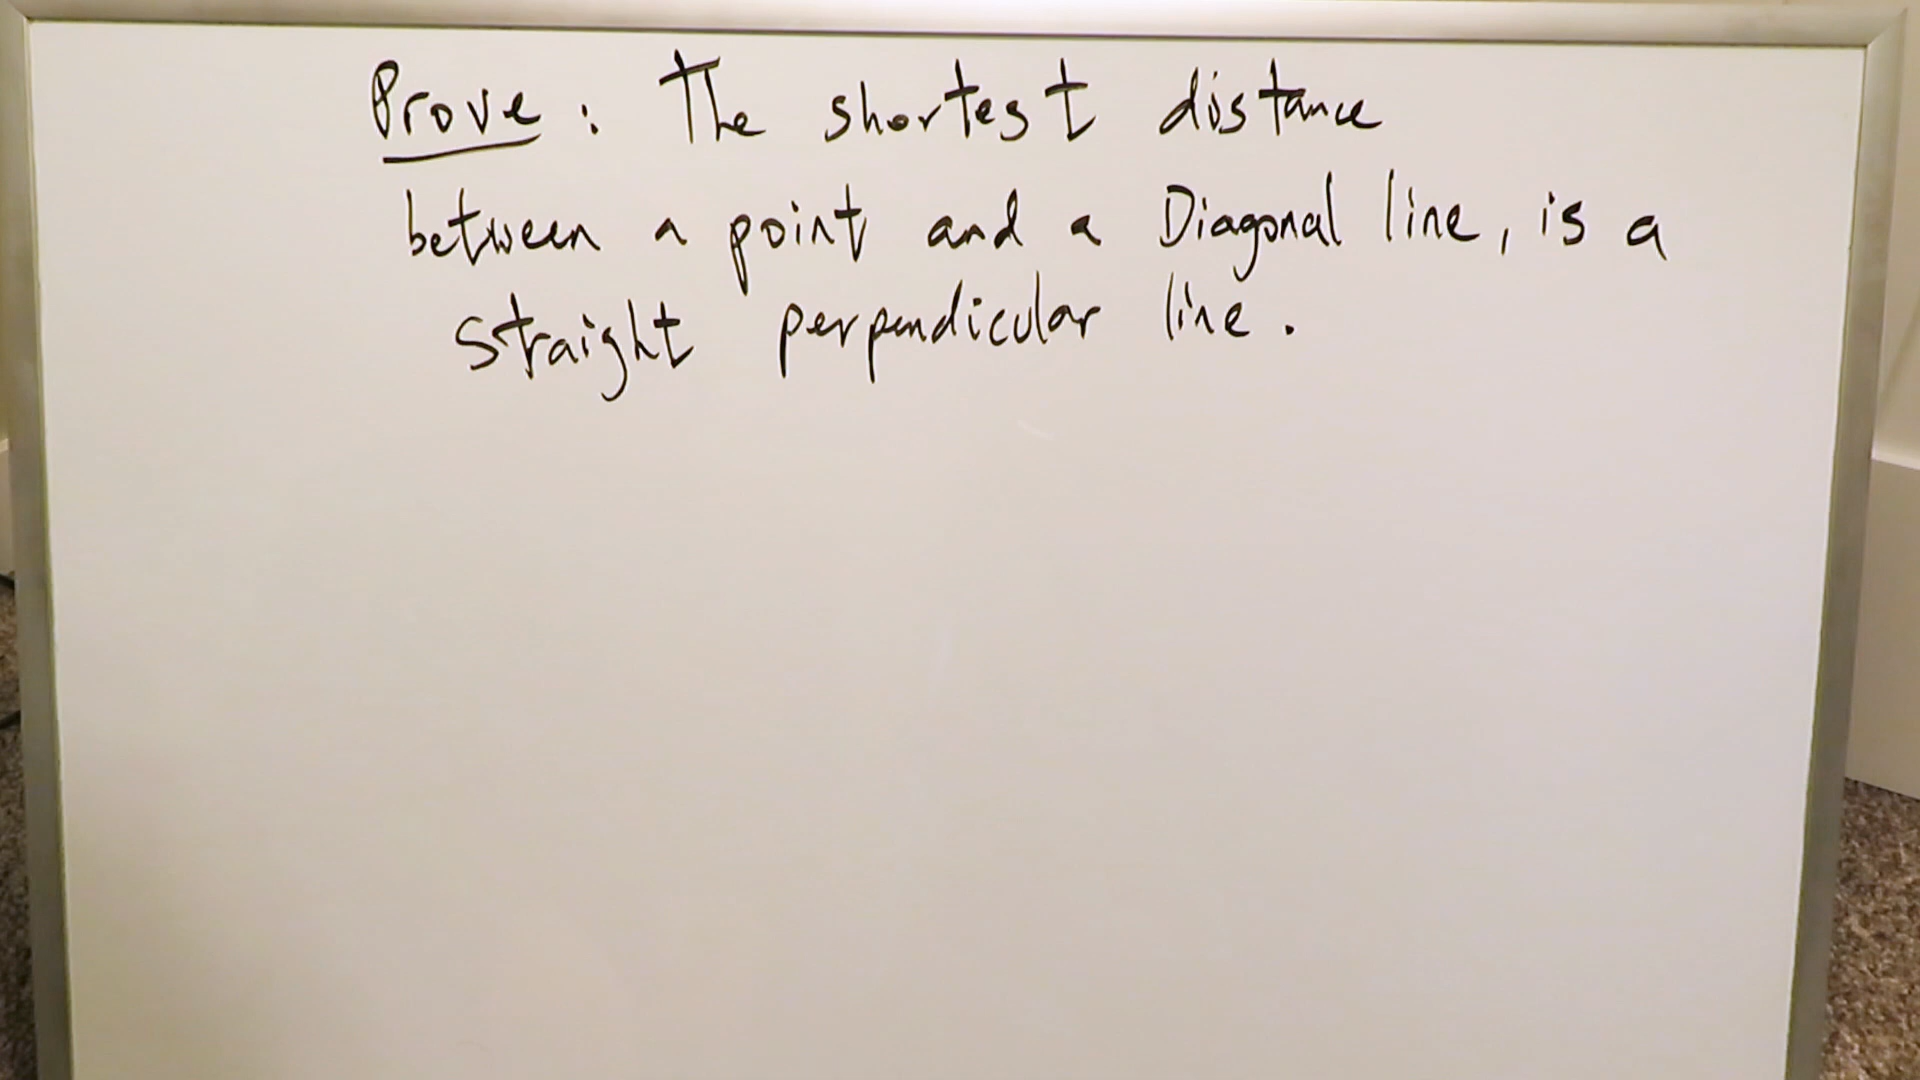 Prove : The shortest distance
between a point and a Diagonal line, is a
straight perpendicular line.